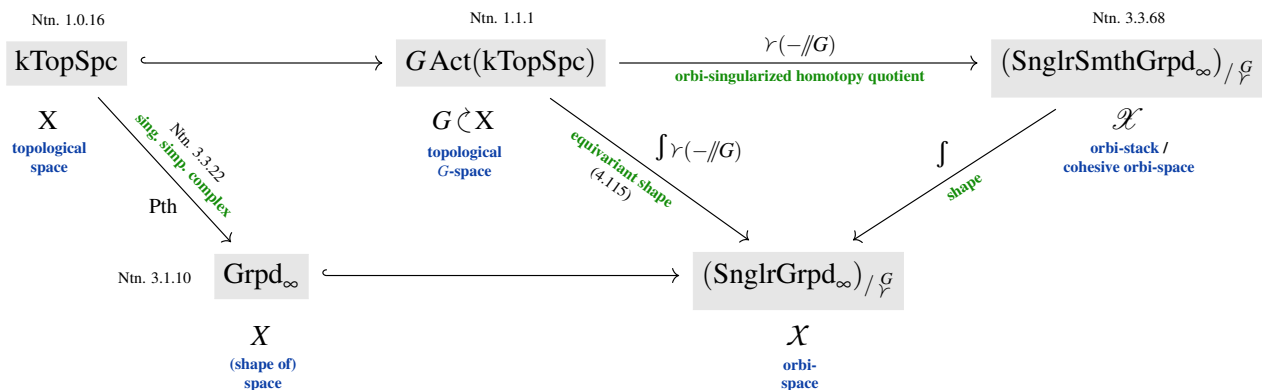 Ntn. 1.0.16
Ntn. 1.1.1
Ntn. 3.3.68
kTopSpc
G Act(kTopSpc)
ʏ(−//G)
orbi-singularized homotopy quotient
(SnglrSmthGrpd∞)/ʏG
X
topological
space
G ⟳ X
topological
G-space
𝒳
orbi-stack /
cohesive orbi-space
Ntn. 3.3.22
sing. simp. complex
Pth
∫ ʏ(−//G)
equivariant shape
(4.115)
∫
shape
Ntn. 3.1.10
Grpd∞
(SnglrGrpd∞)/ʏG
X
(shape of)
space
𝒳
orbi-
space